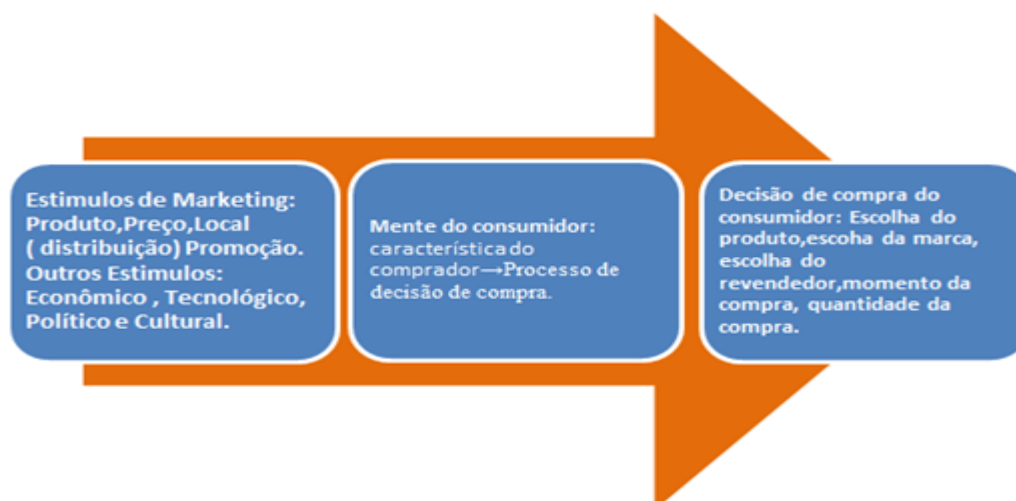 Estimulos de Marketing:
Produto,Preço,Local
( distribuição) Promoção.
Outros Estimulos:
Econômico , Tecnológico,
Político e Cultural.
Mente do consumidor:
característica do
comprador→Processo de
decisão de compra.
Decisão de compra do
consumidor: Escolha do
produto,escoha da marca,
escolha do
revendedor,momento da
compra, quantidade da
compra.